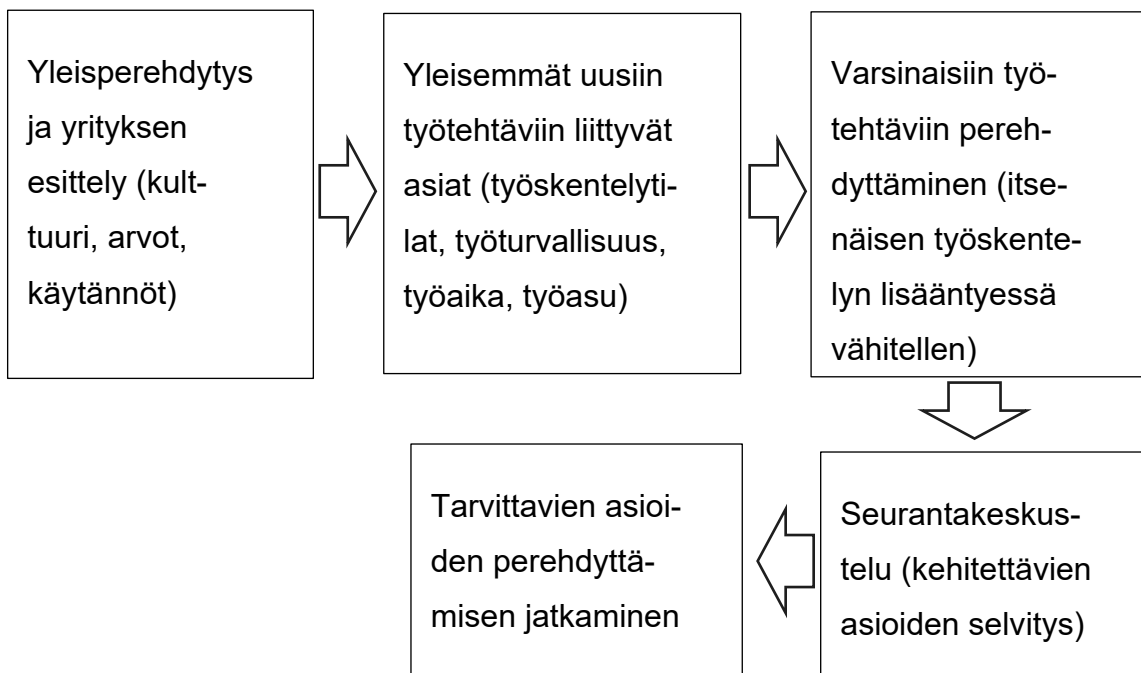 Yleisperehdytys
ja yrityksen
esittely (kult-
tuuri, arvot,
käytännöt)
Yleisemmät uusiin
työtehtäviin liittyvät
asiat (työskentelyti-
lat, työturvallisuus,
työaika, työasu)
Varsinaisiin työ-
tehtäviin pereh-
dyttäminen (itse-
näisen työskente-
lyn lisääntyessä
vähitellen)
Seurantakeskus-
telu (kehitettävien
asioiden selvitys)
Tarvittavien asioi-
den perehdyttä-
misen jatkaminen